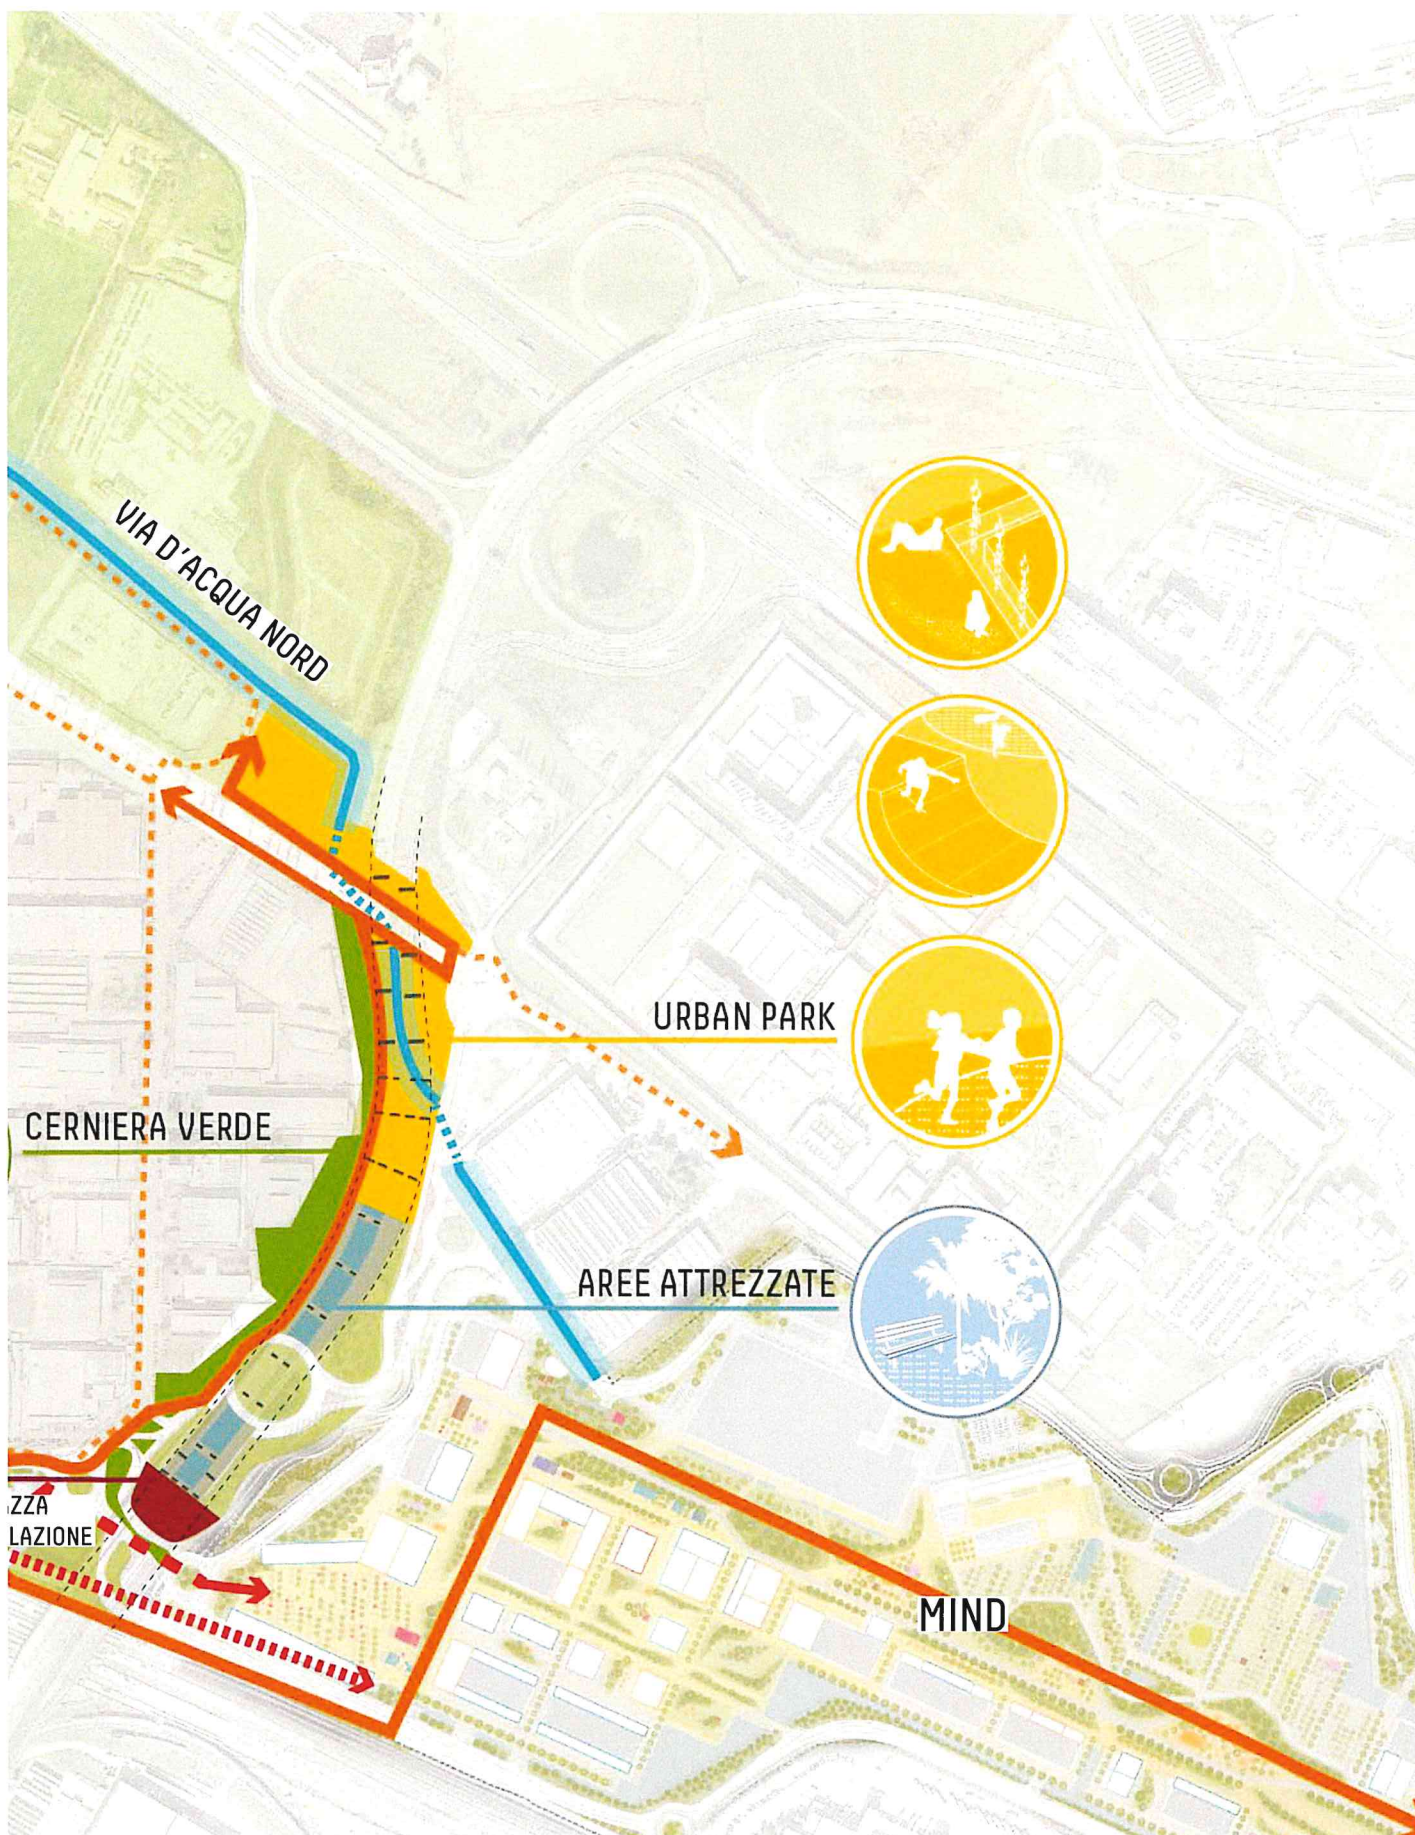 VIA D'ACQUA NORD
URBAN PARK
CERNIERA VERDE
AREE ATTREZZATE
ZZA
LAZIONE
MIND